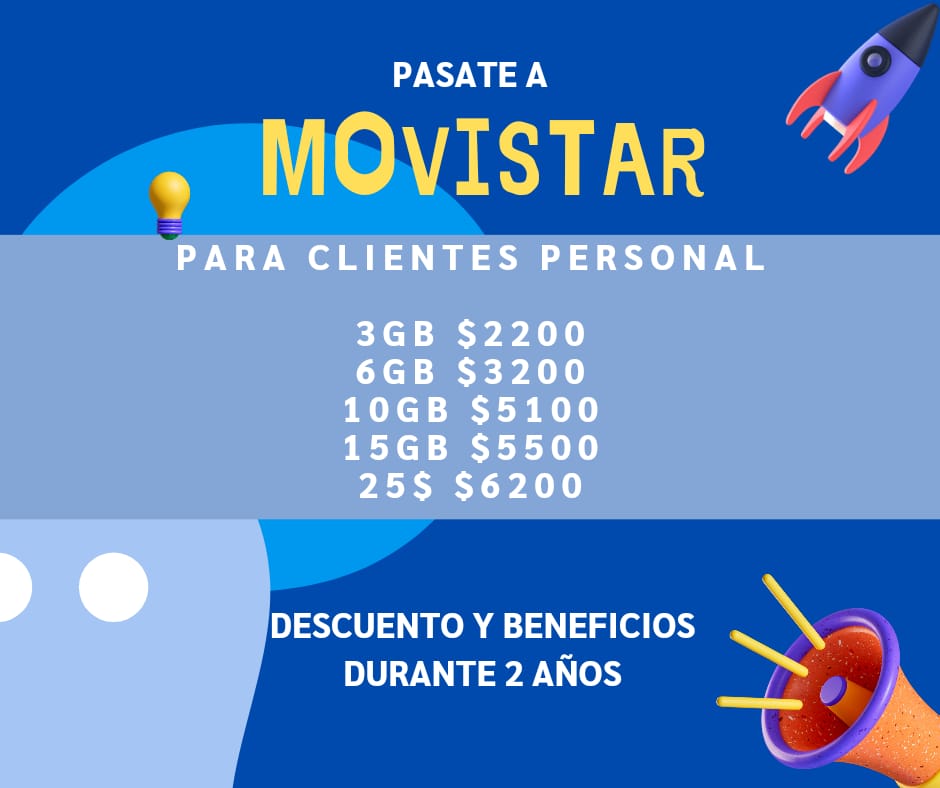 PASATE A
MOVISTAR
PARA CLIENTES PERSONAL
3GB $2200
6GB $3200
10GB $5100
15GB $5500
25$ $6200
DESCUENTO Y BENEFICIOS
DURANTE 2 AÑOS